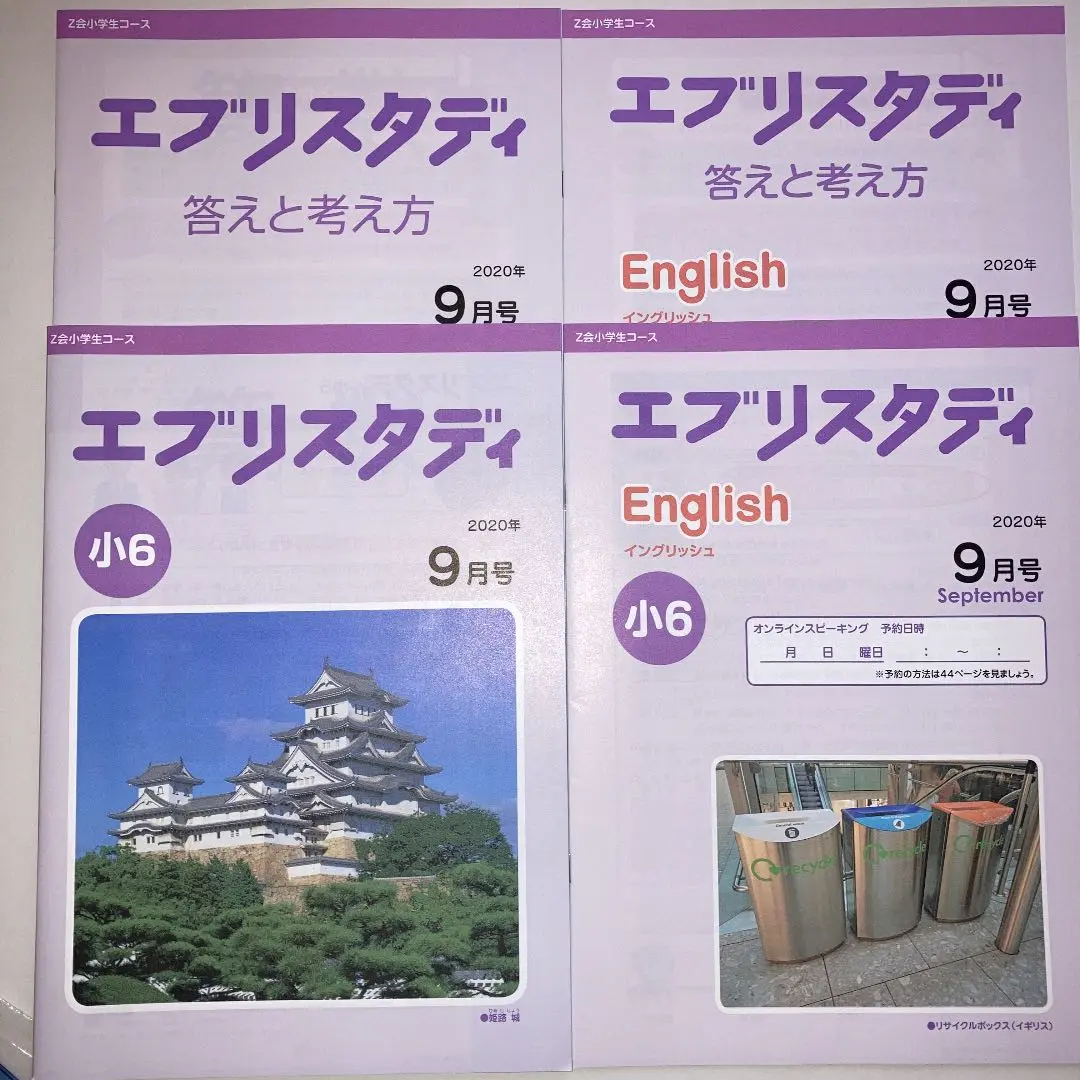 Z会小学生コース
エブリスタディ
答えと考え方
2020年
9月号
Z会小学生コース
エブリスタディ
答えと考え方
English
イングリッシュ
2020年
9月号
Z会小学生コース
エブリスタディ
小6
2020年
9月号
●姫路城
Z会小学生コース
エブリスタディ
English
イングリッシュ
2020年
9月号
September
小6
オンラインスピーキング 予約日時
月 日 曜日 : ～ :
※予約の方法は44ページを見ましょう。
recycle
recycle
recycle
●リサイクルボックス(イギリス)